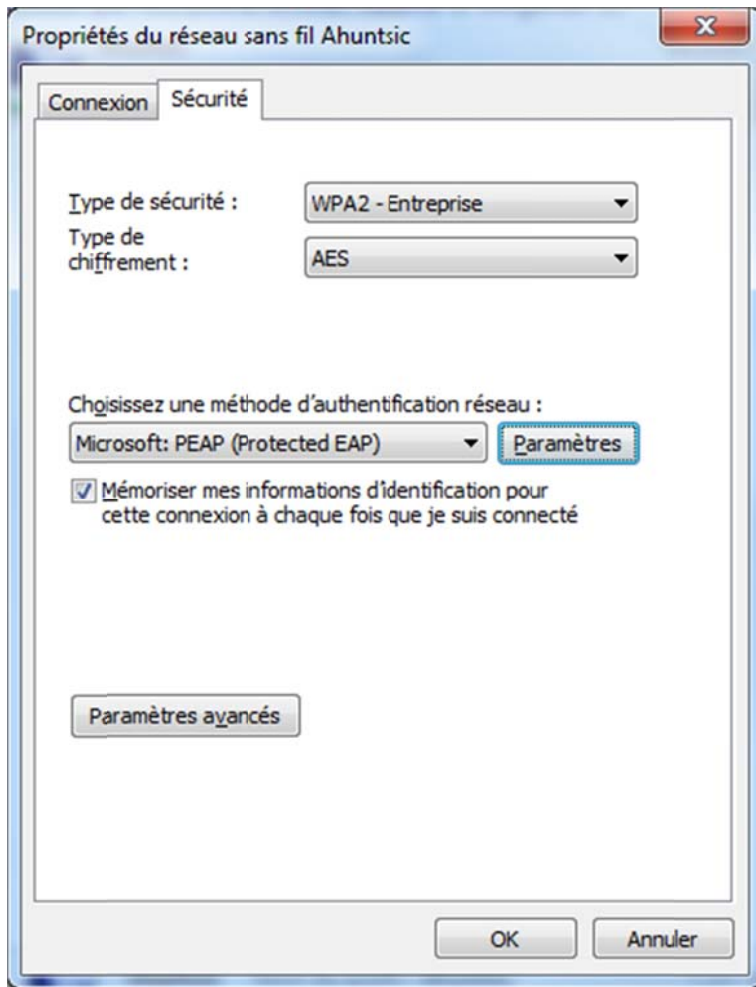 Propriétés du réseau sans fil Ahuntsic
Connexion
Sécurité
Type de sécurité :
WPA2 - Entreprise
Type de
chiffrement :
AES
Choisissez une méthode d'authentification réseau :
Microsoft: PEAP (Protected EAP)
Paramètres
Mémoriser mes informations d'identification pour
cette connexion à chaque fois que je suis connecté
Paramètres avancés
OK
Annuler